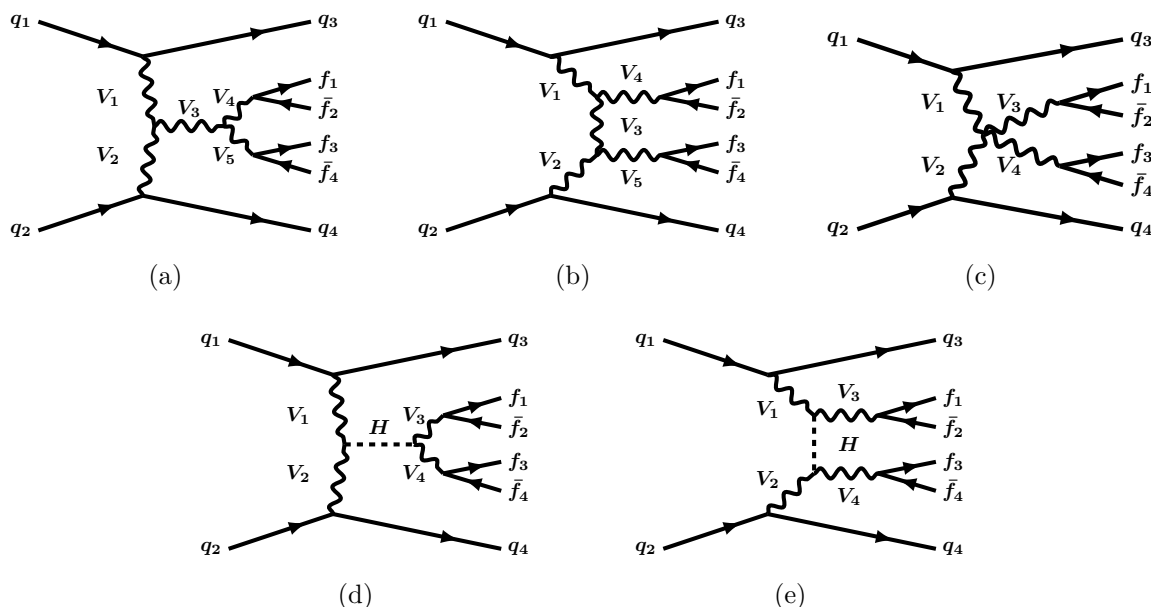 q₁ q₃
V₁ V₄ f₁
V₃ f̄₂
V₂ V₅ f₃
f̄₄
q₂ q₄
(a)
q₁ q₃
V₁ V₄ f₁
f̄₂
V₃
V₂ V₅ f₃
f̄₄
q₂ q₄
(b)
q₁ q₃
V₁ V₃ f₁
f̄₂
V₂ V₄ f₃
f̄₄
q₂ q₄
(c)
q₁ q₃
V₁ V₃ f₁
H f̄₂
V₂ V₄ f₃
f̄₄
q₂ q₄
(d)
q₁ q₃
V₁ V₃ f₁
f̄₂
H
V₂ V₄ f₃
f̄₄
q₂ q₄
(e)